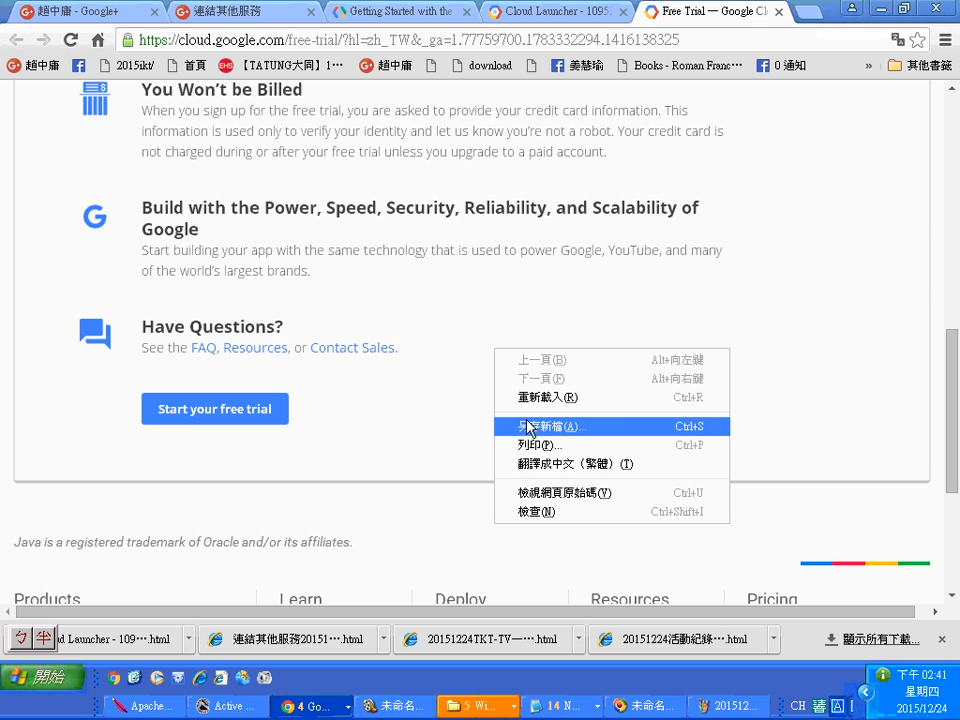 趙中庸 - Google+
連結其他服務
Getting Started with the
Cloud Launcher - 1095
Free Trial — Google Cl
https://cloud.google.com/free-trial/?hl=zh_TW&_ga=1.77759700.1783332294.1416138325
趙中庸
2015ikt/
首頁
【TATUNG大同】1…
趙中庸
download
姜慧瑜
Books - Roman Franc…
0 通知
»
其他書籤
You Won’t be Billed
When you sign up for the free trial, you are asked to provide your credit card information. This
information is used only to verify your identity and let us know you’re not a robot. Your credit card is
not charged during or after your free trial unless you upgrade to a paid account.
Build with the Power, Speed, Security, Reliability, and Scalability of
Google
Start building your app with the same technology that is used to power Google, YouTube, and many
of the world’s largest brands.
Have Questions?
See the FAQ, Resources, or Contact Sales.
Start your free trial
上一頁(B) Alt+向左鍵
下一頁(F) Alt+向右鍵
重新載入(R) Ctrl+R
另存新檔(A)... Ctrl+S
列印(P)... Ctrl+P
翻譯成中文（繁體）(T)
檢視網頁原始碼(V) Ctrl+U
檢查(N) Ctrl+Shift+I
Java is a registered trademark of Oracle and/or its affiliates.
Products
Learn
Deploy
Resources
Pricing
ㄅ 半
d Launcher - 109….html
連結其他服務20151….html
20151224TKT-TV一….html
20151224活動紀錄….html
顯示所有下載...
開始
下午 02:41
星期四
2015/12/24
Apache...
Active ...
4 Go...
未命名...
5 Wi...
14 N...
未命名...
201512...
CH